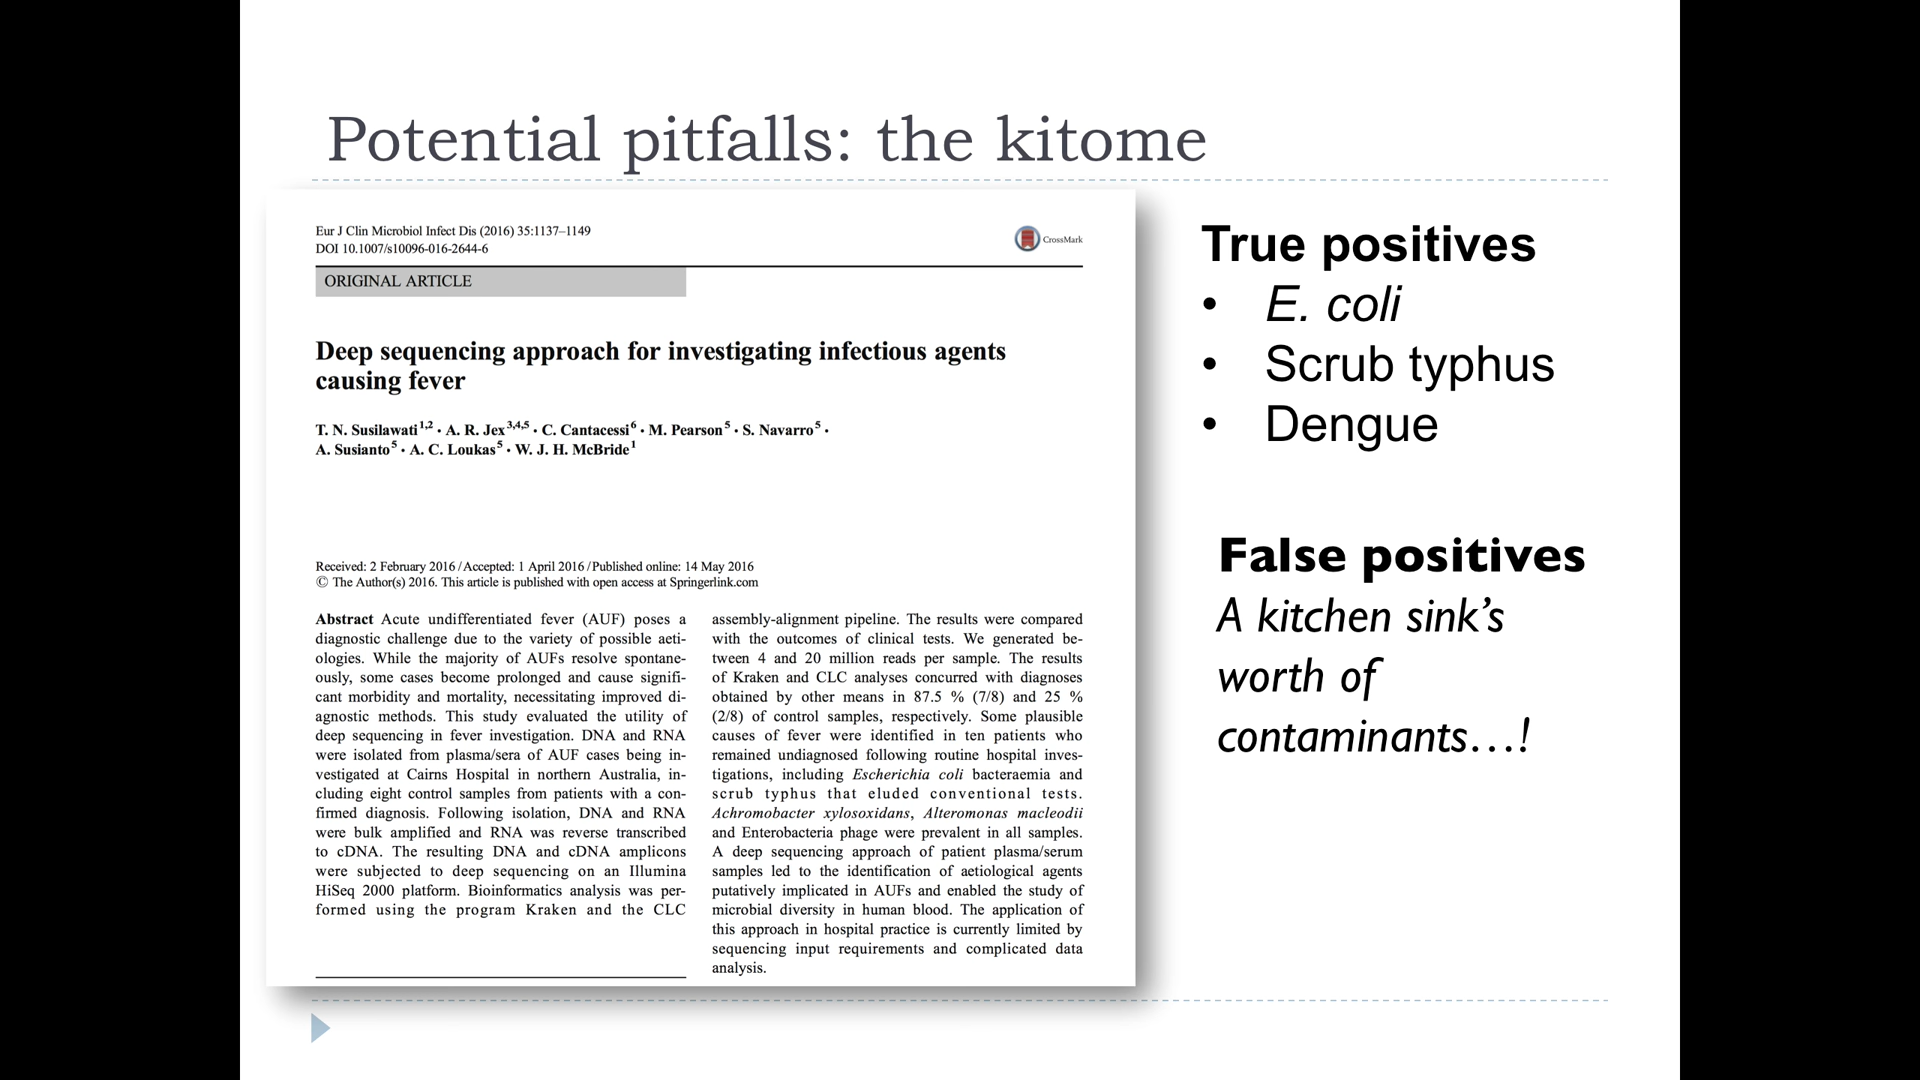 Potential pitfalls: the kitome
Eur J Clin Microbiol Infect Dis (2016) 35:1137–1149
DOI 10.1007/s10096-016-2644-6
CrossMark
ORIGINAL ARTICLE
Deep sequencing approach for investigating infectious agents
causing fever
T. N. Susilawati1,2 · A. R. Jex3,4,5 · C. Cantacessi6 · M. Pearson5 · S. Navarro5 ·
A. Susianto5 · A. C. Loukas5 · W. J. H. McBride1
Received: 2 February 2016 / Accepted: 1 April 2016 / Published online: 14 May 2016
© The Author(s) 2016. This article is published with open access at Springerlink.com
Abstract Acute undifferentiated fever (AUF) poses a
diagnostic challenge due to the variety of possible aeti-
ologies. While the majority of AUFs resolve spontane-
ously, some cases become prolonged and cause signifi-
cant morbidity and mortality, necessitating improved di-
agnostic methods. This study evaluated the utility of
deep sequencing in fever investigation. DNA and RNA
were isolated from plasma/sera of AUF cases being in-
vestigated at Cairns Hospital in northern Australia, in-
cluding eight control samples from patients with a con-
firmed diagnosis. Following isolation, DNA and RNA
were bulk amplified and RNA was reverse transcribed
to cDNA. The resulting DNA and cDNA amplicons
were subjected to deep sequencing on an Illumina
HiSeq 2000 platform. Bioinformatics analysis was per-
formed using the program Kraken and the CLC
assembly-alignment pipeline. The results were compared
with the outcomes of clinical tests. We generated be-
tween 4 and 20 million reads per sample. The results
of Kraken and CLC analyses concurred with diagnoses
obtained by other means in 87.5 % (7/8) and 25 %
(2/8) of control samples, respectively. Some plausible
causes of fever were identified in ten patients who
remained undiagnosed following routine hospital inves-
tigations, including Escherichia coli bacteraemia and
scrub typhus that eluded conventional tests.
Achromobacter xylosoxidans, Alteromonas macleodii
and Enterobacteria phage were prevalent in all samples.
A deep sequencing approach of patient plasma/serum
samples led to the identification of aetiological agents
putatively implicated in AUFs and enabled the study of
microbial diversity in human blood. The application of
this approach in hospital practice is currently limited by
sequencing input requirements and complicated data
analysis.
True positives
• E. coli
• Scrub typhus
• Dengue
False positives
A kitchen sink’s
worth of
contaminants…!